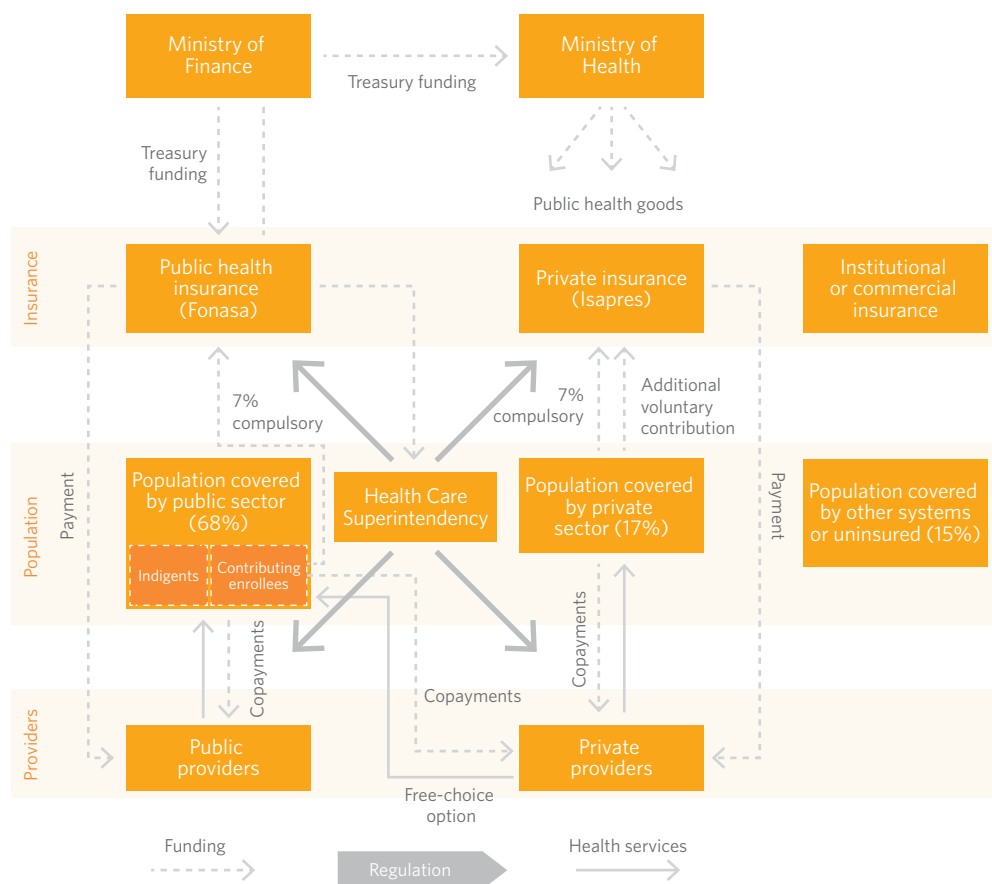 Ministry of
Finance
Treasury funding
Ministry of
Health
Treasury
funding
Public health goods
Insurance
Public health
insurance
(Fonasa)
Private insurance
(Isapres)
Institutional
or commercial
insurance
7%
compulsory
7%
compulsory
Additional
voluntary
contribution
Population
Payment
Population covered
by public sector
(68%)
Indigents
Contributing
enrollees
Health Care
Superintendency
Population covered
by private
sector (17%)
Payment
Population covered
by other systems
or uninsured (15%)
Copayments
Copayments
Copayments
Providers
Public
providers
Private
providers
Free-choice
option
Funding
Regulation
Health services